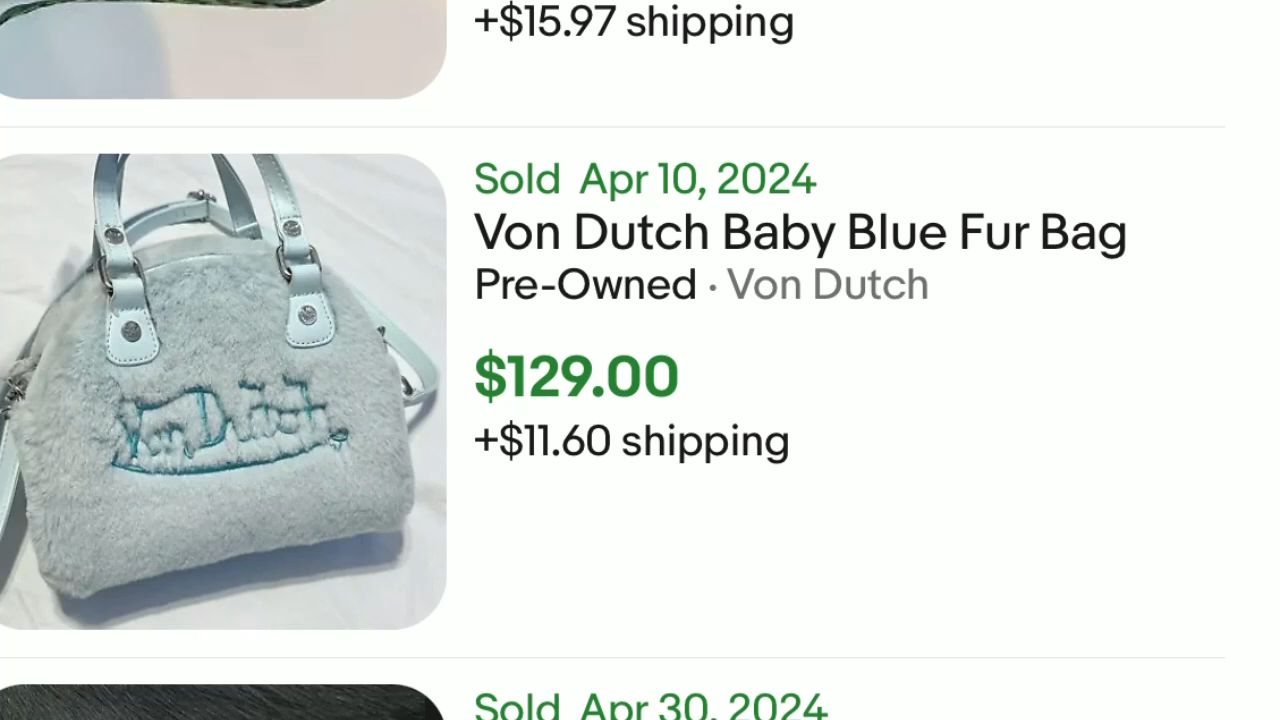 +$15.97 shipping
Sold Apr 10, 2024
Von Dutch Baby Blue Fur Bag
Pre-Owned · Von Dutch
$129.00
+$11.60 shipping
Von Dutch
Sold Apr 30, 2024